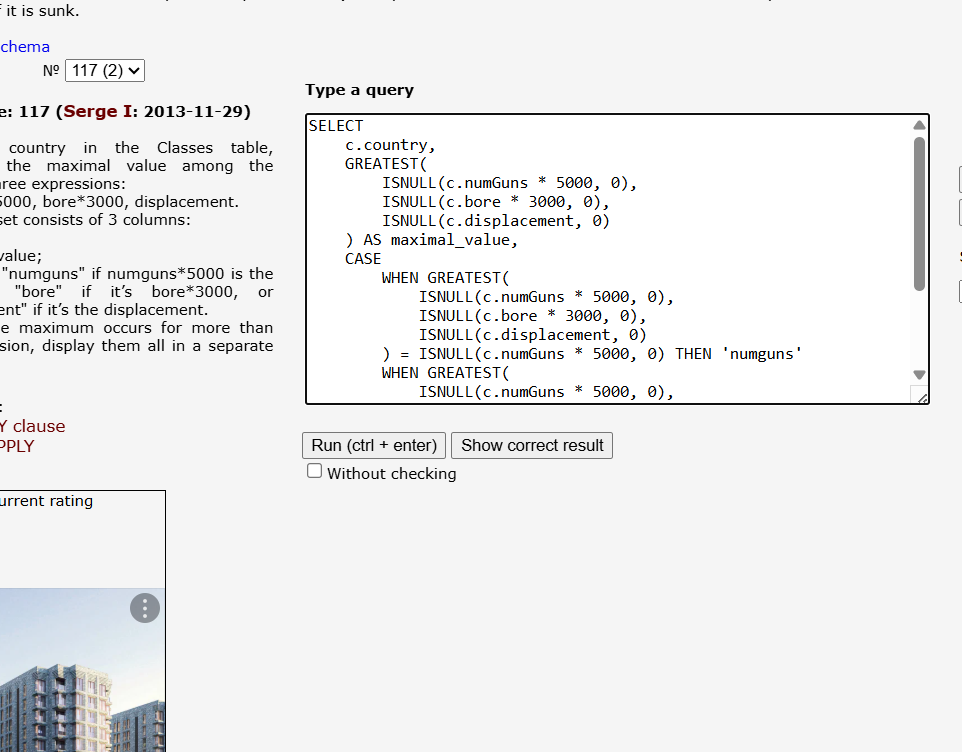 it is sunk.
chema
Nº 117 (2)
e: 117 (Serge I: 2013-11-29)
country in the Classes table,
the maximal value among the
ree expressions:
5000, bore*3000, displacement.
set consists of 3 columns:
value;
"numguns" if numguns*5000 is the
"bore" if it’s bore*3000, or
ent" if it’s the displacement.
e maximum occurs for more than
sion, display them all in a separate
:
Y clause
PPLY
urrent rating
Type a query
SELECT
c.country,
GREATEST(
ISNULL(c.numGuns * 5000, 0),
ISNULL(c.bore * 3000, 0),
ISNULL(c.displacement, 0)
) AS maximal_value,
CASE
WHEN GREATEST(
ISNULL(c.numGuns * 5000, 0),
ISNULL(c.bore * 3000, 0),
ISNULL(c.displacement, 0)
) = ISNULL(c.numGuns * 5000, 0) THEN 'numguns'
WHEN GREATEST(
ISNULL(c.numGuns * 5000, 0),
Run (ctrl + enter) Show correct result
Without checking